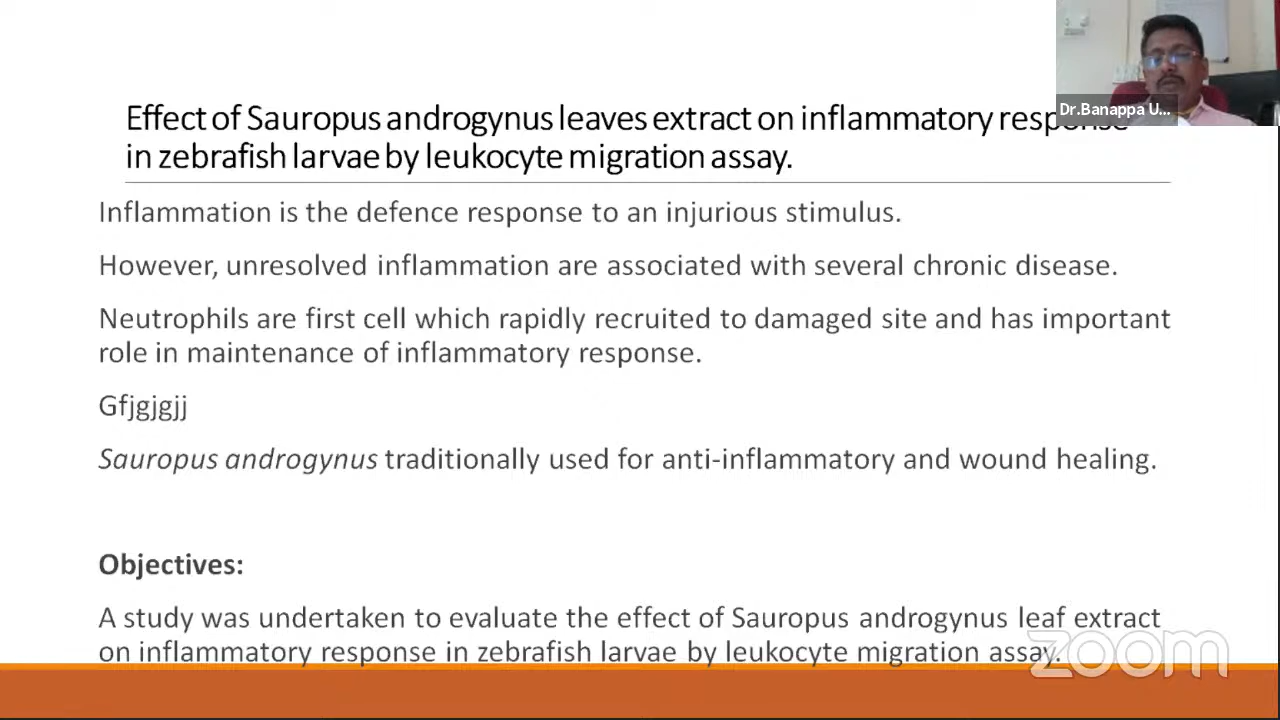 Effect of Sauropus androgynus leaves extract on inflammatory response
in zebrafish larvae by leukocyte migration assay.
Dr.Banappa U...
Inflammation is the defence response to an injurious stimulus.
However, unresolved inflammation are associated with several chronic disease.
Neutrophils are first cell which rapidly recruited to damaged site and has important
role in maintenance of inflammatory response.
Gfjgjgjj
Sauropus androgynus traditionally used for anti-inflammatory and wound healing.
Objectives:
A study was undertaken to evaluate the effect of Sauropus androgynus leaf extract
on inflammatory response in zebrafish larvae by leukocyte migration assay.
zoom